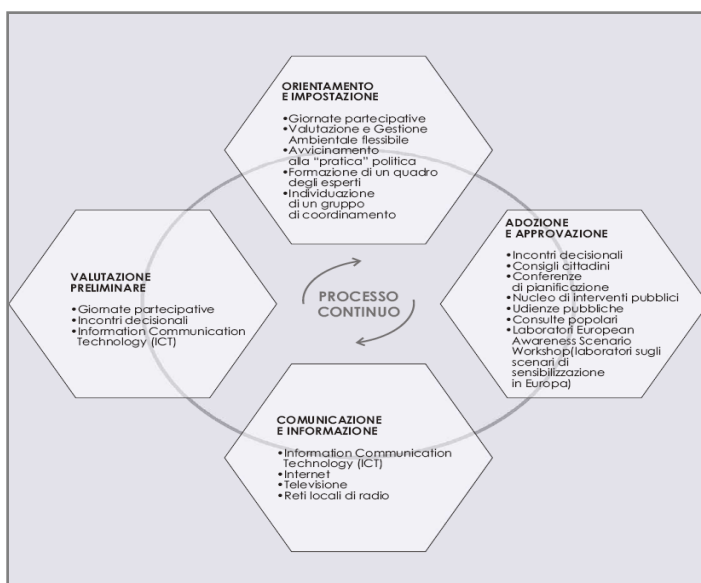 ORIENTAMENTO
E IMPOSTAZIONE
•Giornate partecipative
•Valutazione e Gestione
Ambientale flessibile
•Avvicinamento
alla “pratica” politica
•Formazione di un quadro
degli esperti
•Individuazione
di un gruppo
di coordinamento
VALUTAZIONE
PRELIMINARE
•Giornate partecipative
•Incontri decisionali
•Information Communication
Technology (ICT)
PROCESSO
CONTINUO
ADOZIONE
E APPROVAZIONE
•Incontri decisionali
•Consigli cittadini
•Conferenze
di pianificazione
•Nucleo di interventi pubblici
•Udienze pubbliche
•Consulte popolari
•Laboratori European
Awareness Scenario
Workshop(laboratori sugli
scenari di
sensibilizzazione
in Europa)
COMUNICAZIONE
E INFORMAZIONE
•Information Communication
Technology (ICT)
•Internet
•Televisione
•Reti locali di radio